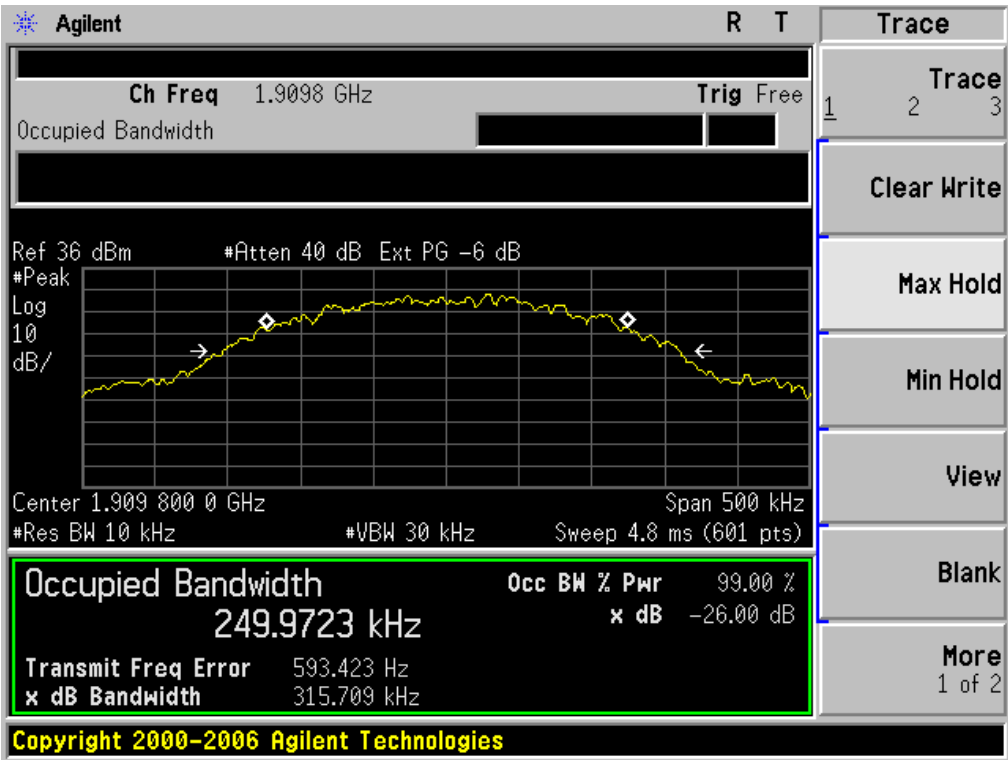 Agilent R T
Trace
Ch Freq 1.9098 GHz Trig Free
Occupied Bandwidth
Trace
1 2 3
Clear Write
Ref 36 dBm #Atten 40 dB Ext PG -6 dB
#Peak
Log
10
dB/
Max Hold
Min Hold
View
Center 1.909 800 0 GHz Span 500 kHz
#Res BW 10 kHz #VBW 30 kHz Sweep 4.8 ms (601 pts)
Occupied Bandwidth Occ BW % Pwr 99.00 %
249.9723 kHz x dB -26.00 dB
Transmit Freq Error 593.423 Hz
x dB Bandwidth 315.709 kHz
Blank
More
1 of 2
Copyright 2000-2006 Agilent Technologies